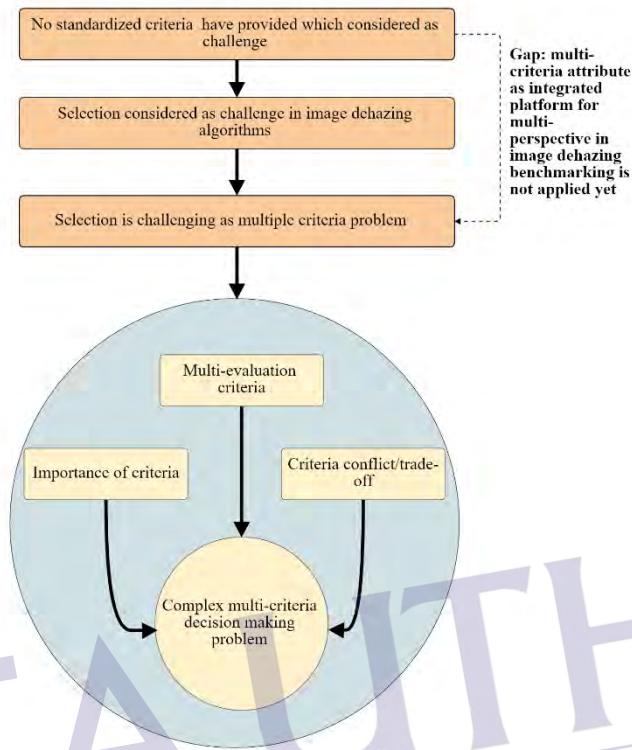 No standardized criteria have provided which considered as
challenge
Gap: multi-
criteria attribute
as integrated
platform for
multi-
perspective in
image dehazing
benchmarking is
not applied yet
Selection considered as challenge in image dehazing
algorithms
Selection is challenging as multiple criteria problem
Multi-evaluation
criteria
Importance of criteria
Criteria conflict/trade-
off
Complex multi-criteria
decision making
problem